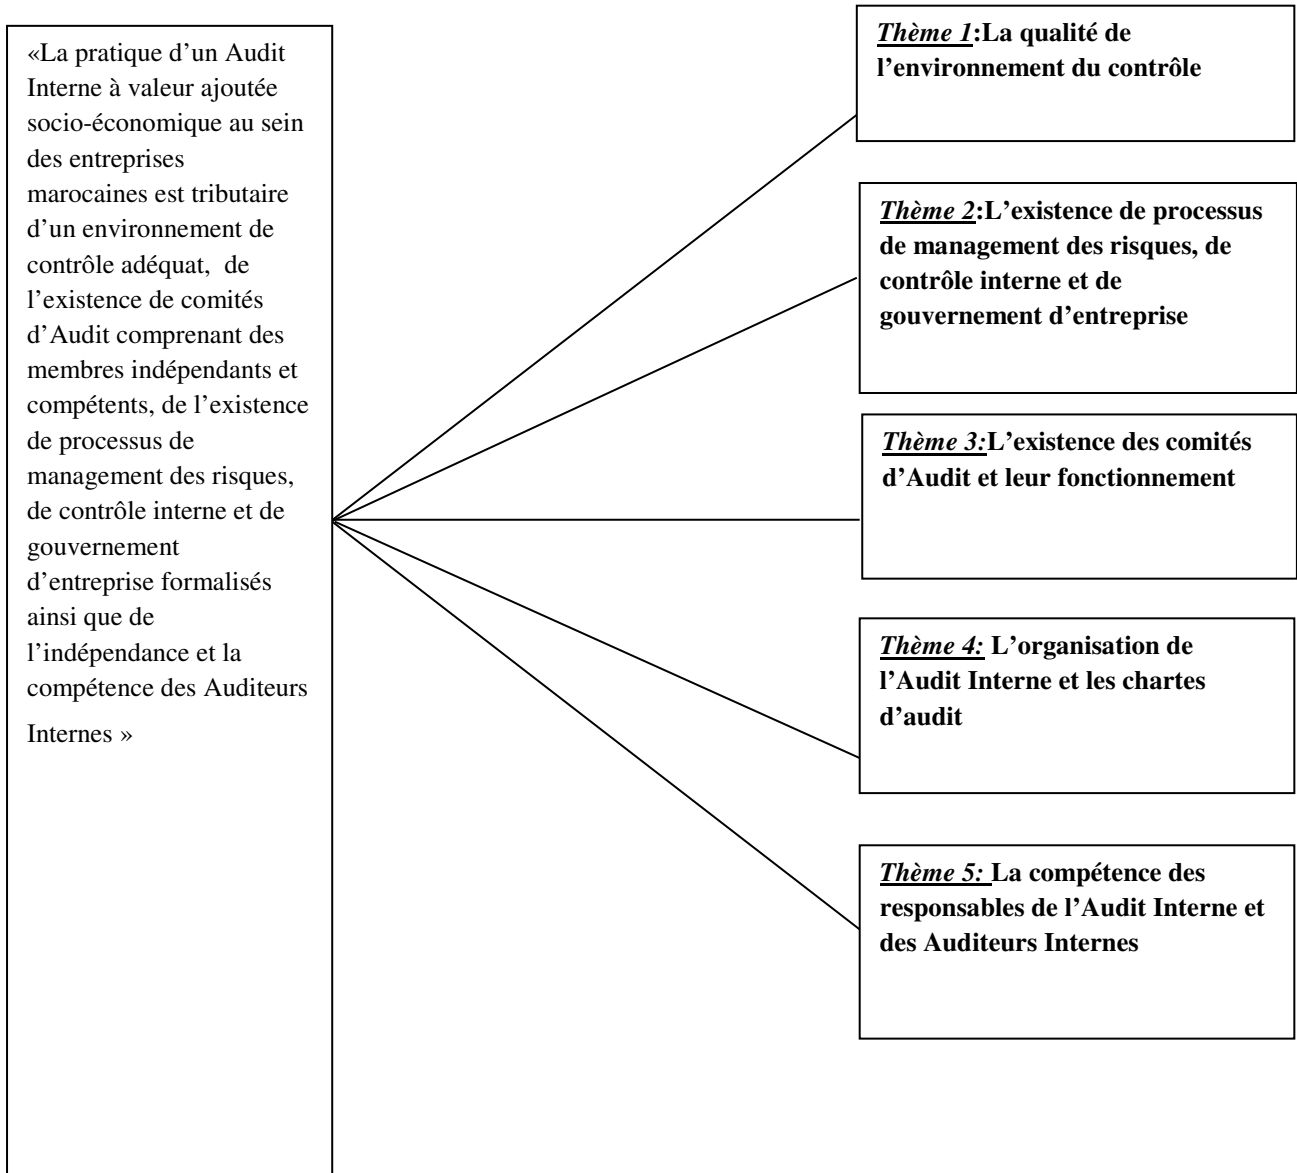 «La pratique d’un Audit
Interne à valeur ajoutée
socio-économique au sein
des entreprises
marocaines est tributaire
d’un environnement de
contrôle adéquat, de
l’existence de comités
d’Audit comprenant des
membres indépendants et
compétents, de l’existence
de processus de
management des risques,
de contrôle interne et de
gouvernement
d’entreprise formalisés
ainsi que de
l’indépendance et la
compétence des Auditeurs
Internes »
Thème 1:La qualité de
l’environnement du contrôle
Thème 2:L’existence de processus
de management des risques, de
contrôle interne et de
gouvernement d’entreprise
Thème 3:L’existence des comités
d’Audit et leur fonctionnement
Thème 4: L’organisation de
l’Audit Interne et les chartes
d’audit
Thème 5: La compétence des
responsables de l’Audit Interne et
des Auditeurs Internes